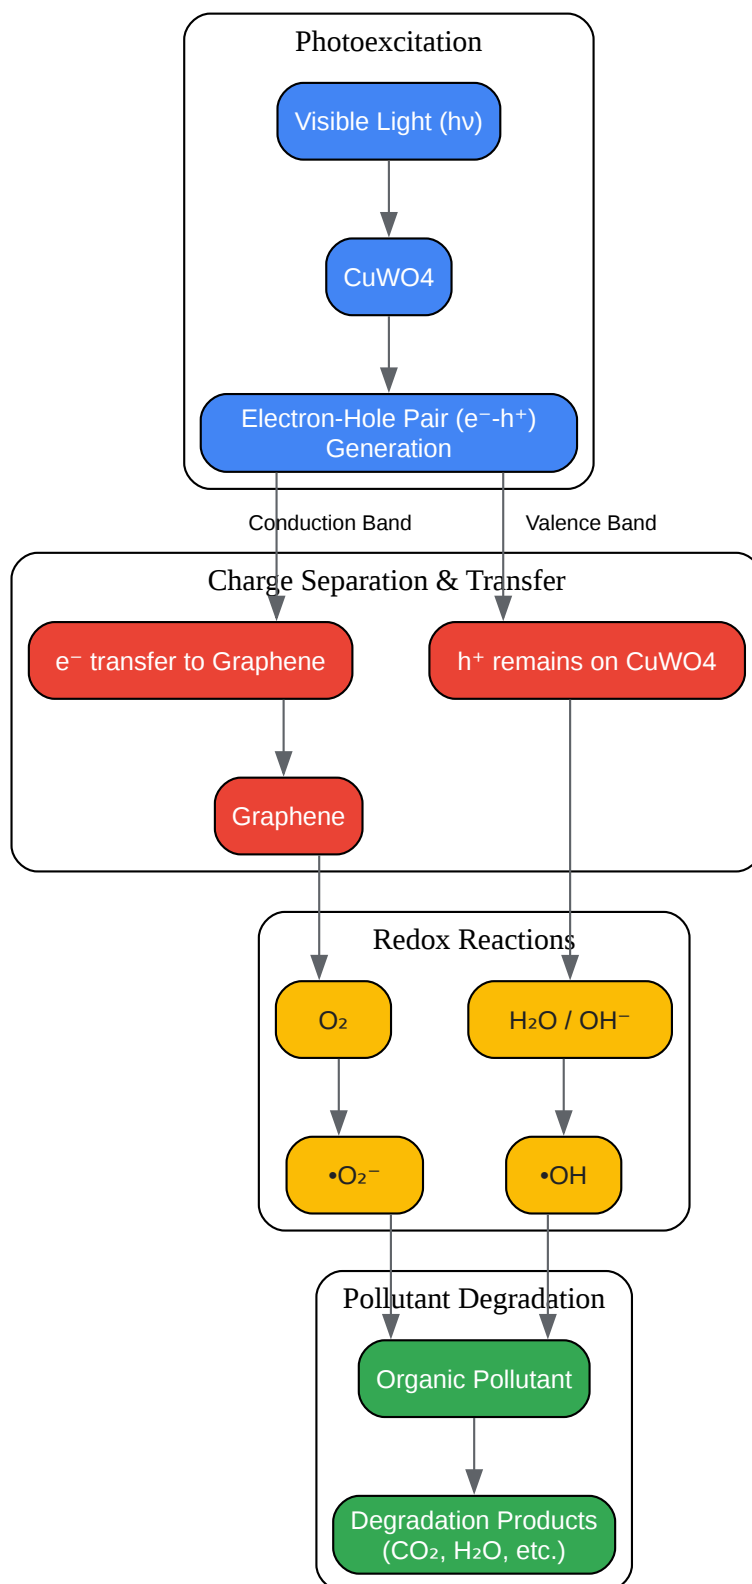 Photoexcitation
Visible Light (hν)
CuWO4
Electron-Hole Pair (e⁻-h⁺)
Generation
Conduction Band
Valence Band
Charge Separation & Transfer
e⁻ transfer to Graphene
h⁺ remains on CuWO4
Graphene
Redox Reactions
O₂
H₂O / OH⁻
•O₂⁻
•OH
Pollutant Degradation
Organic Pollutant
Degradation Products
(CO₂, H₂O, etc.)